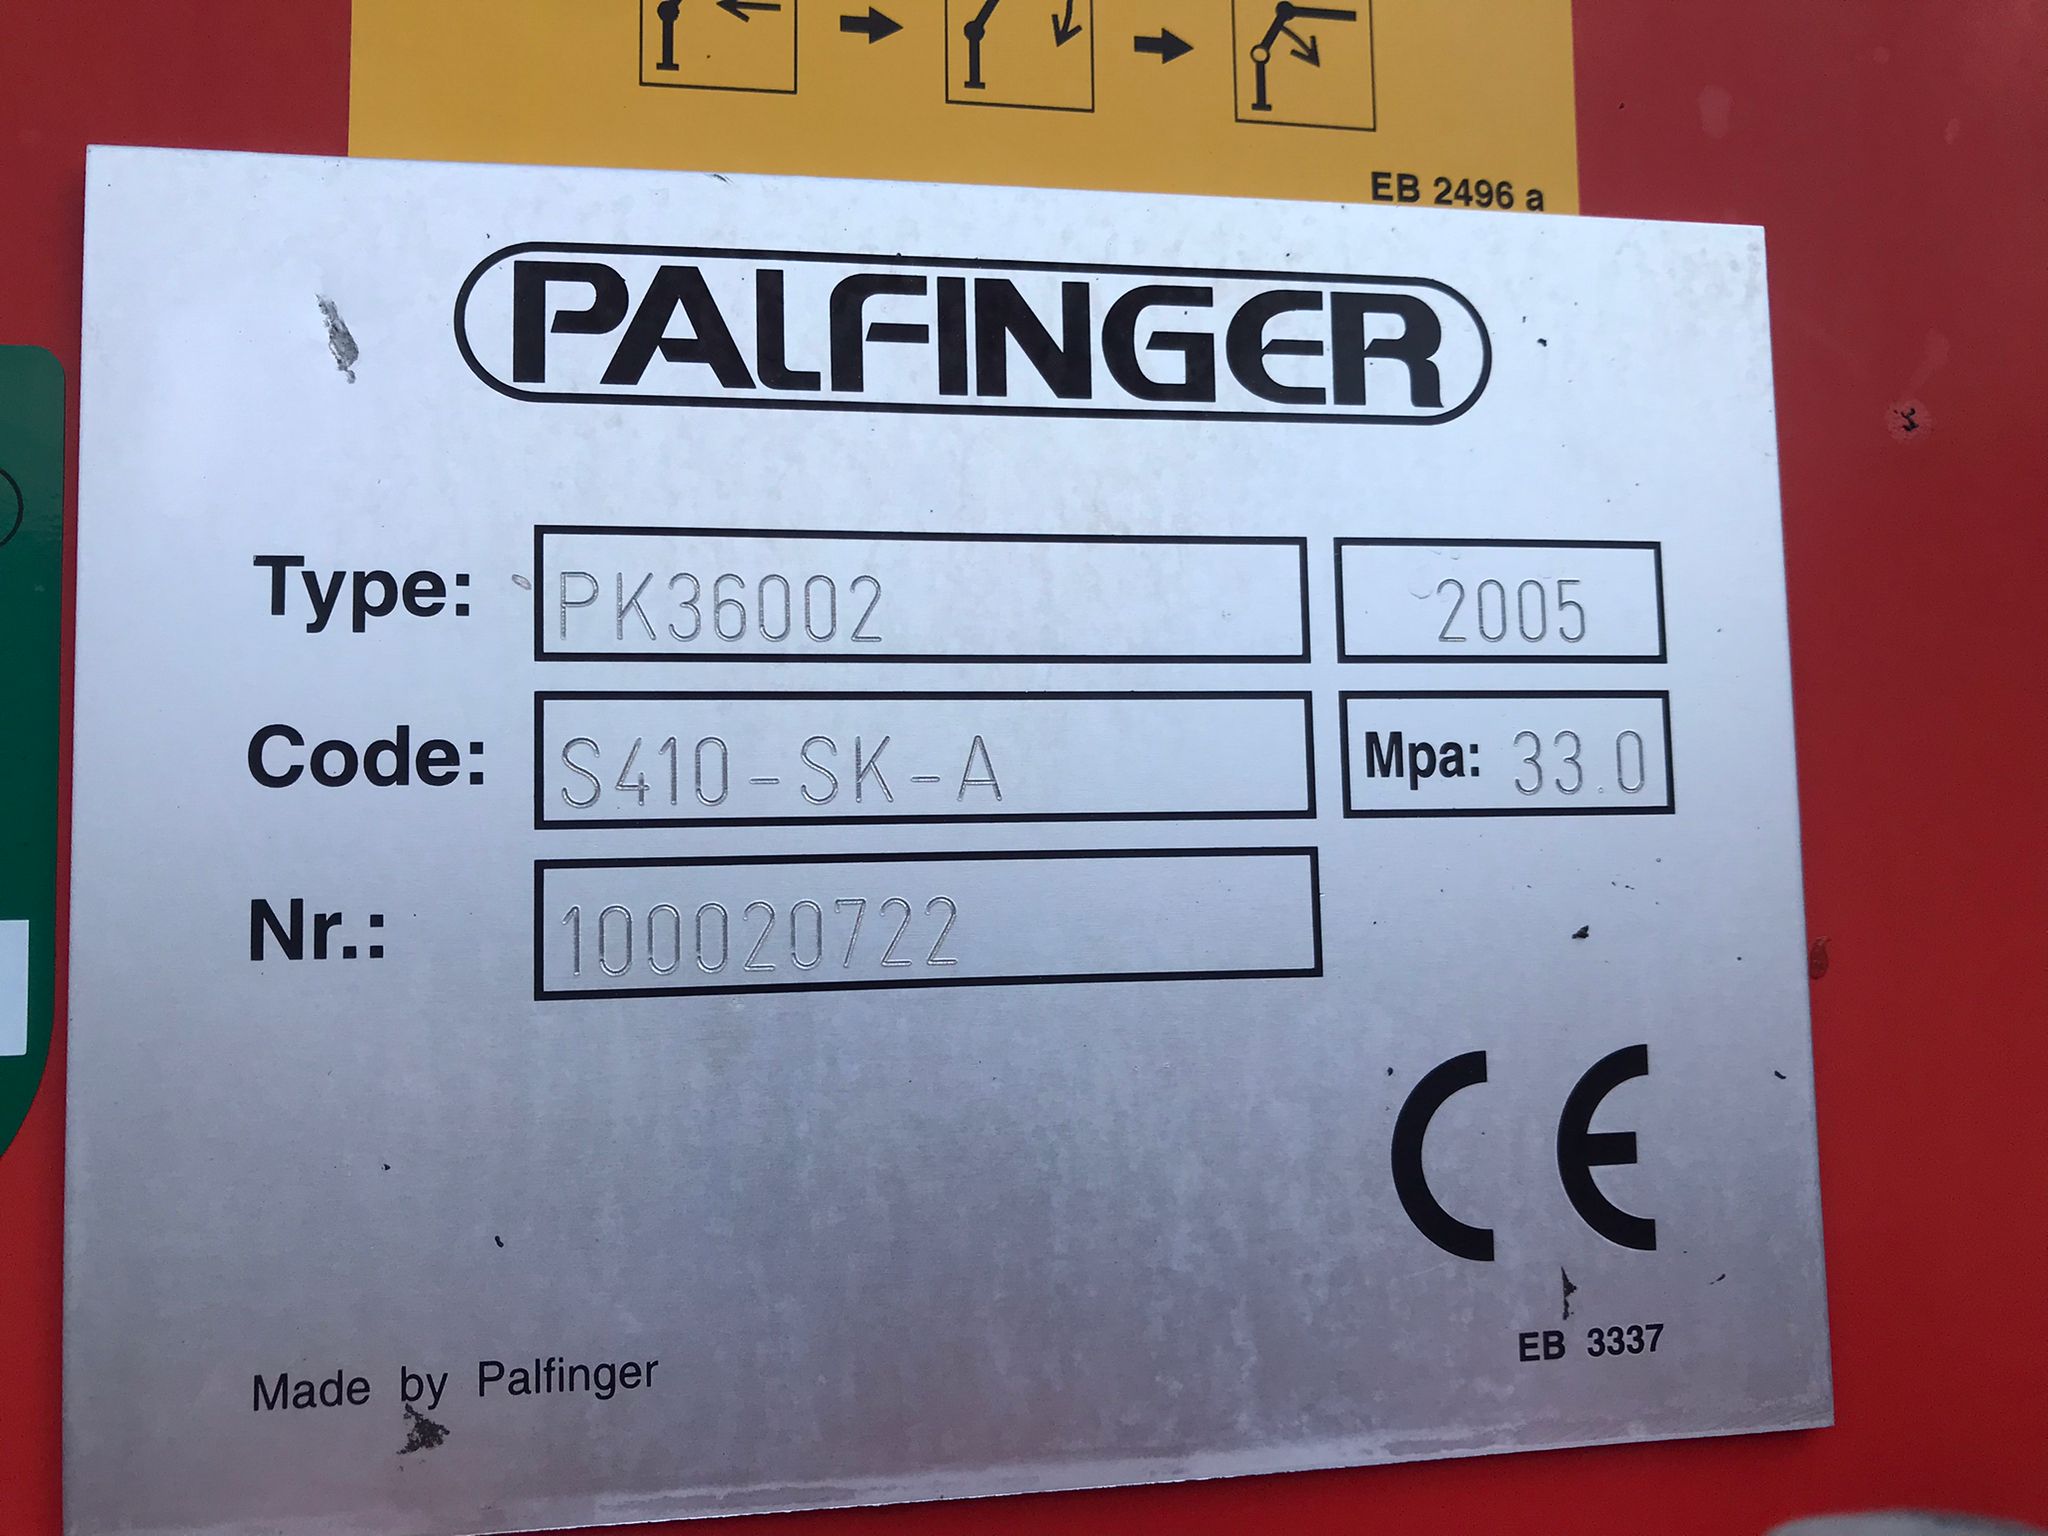 EB 2496 a
PALFINGER
Type: PK36002 2005
Code: S410-SK-A Mpa: 33.0
Nr.: 100020722
CE
EB 3337
Made by Palfinger